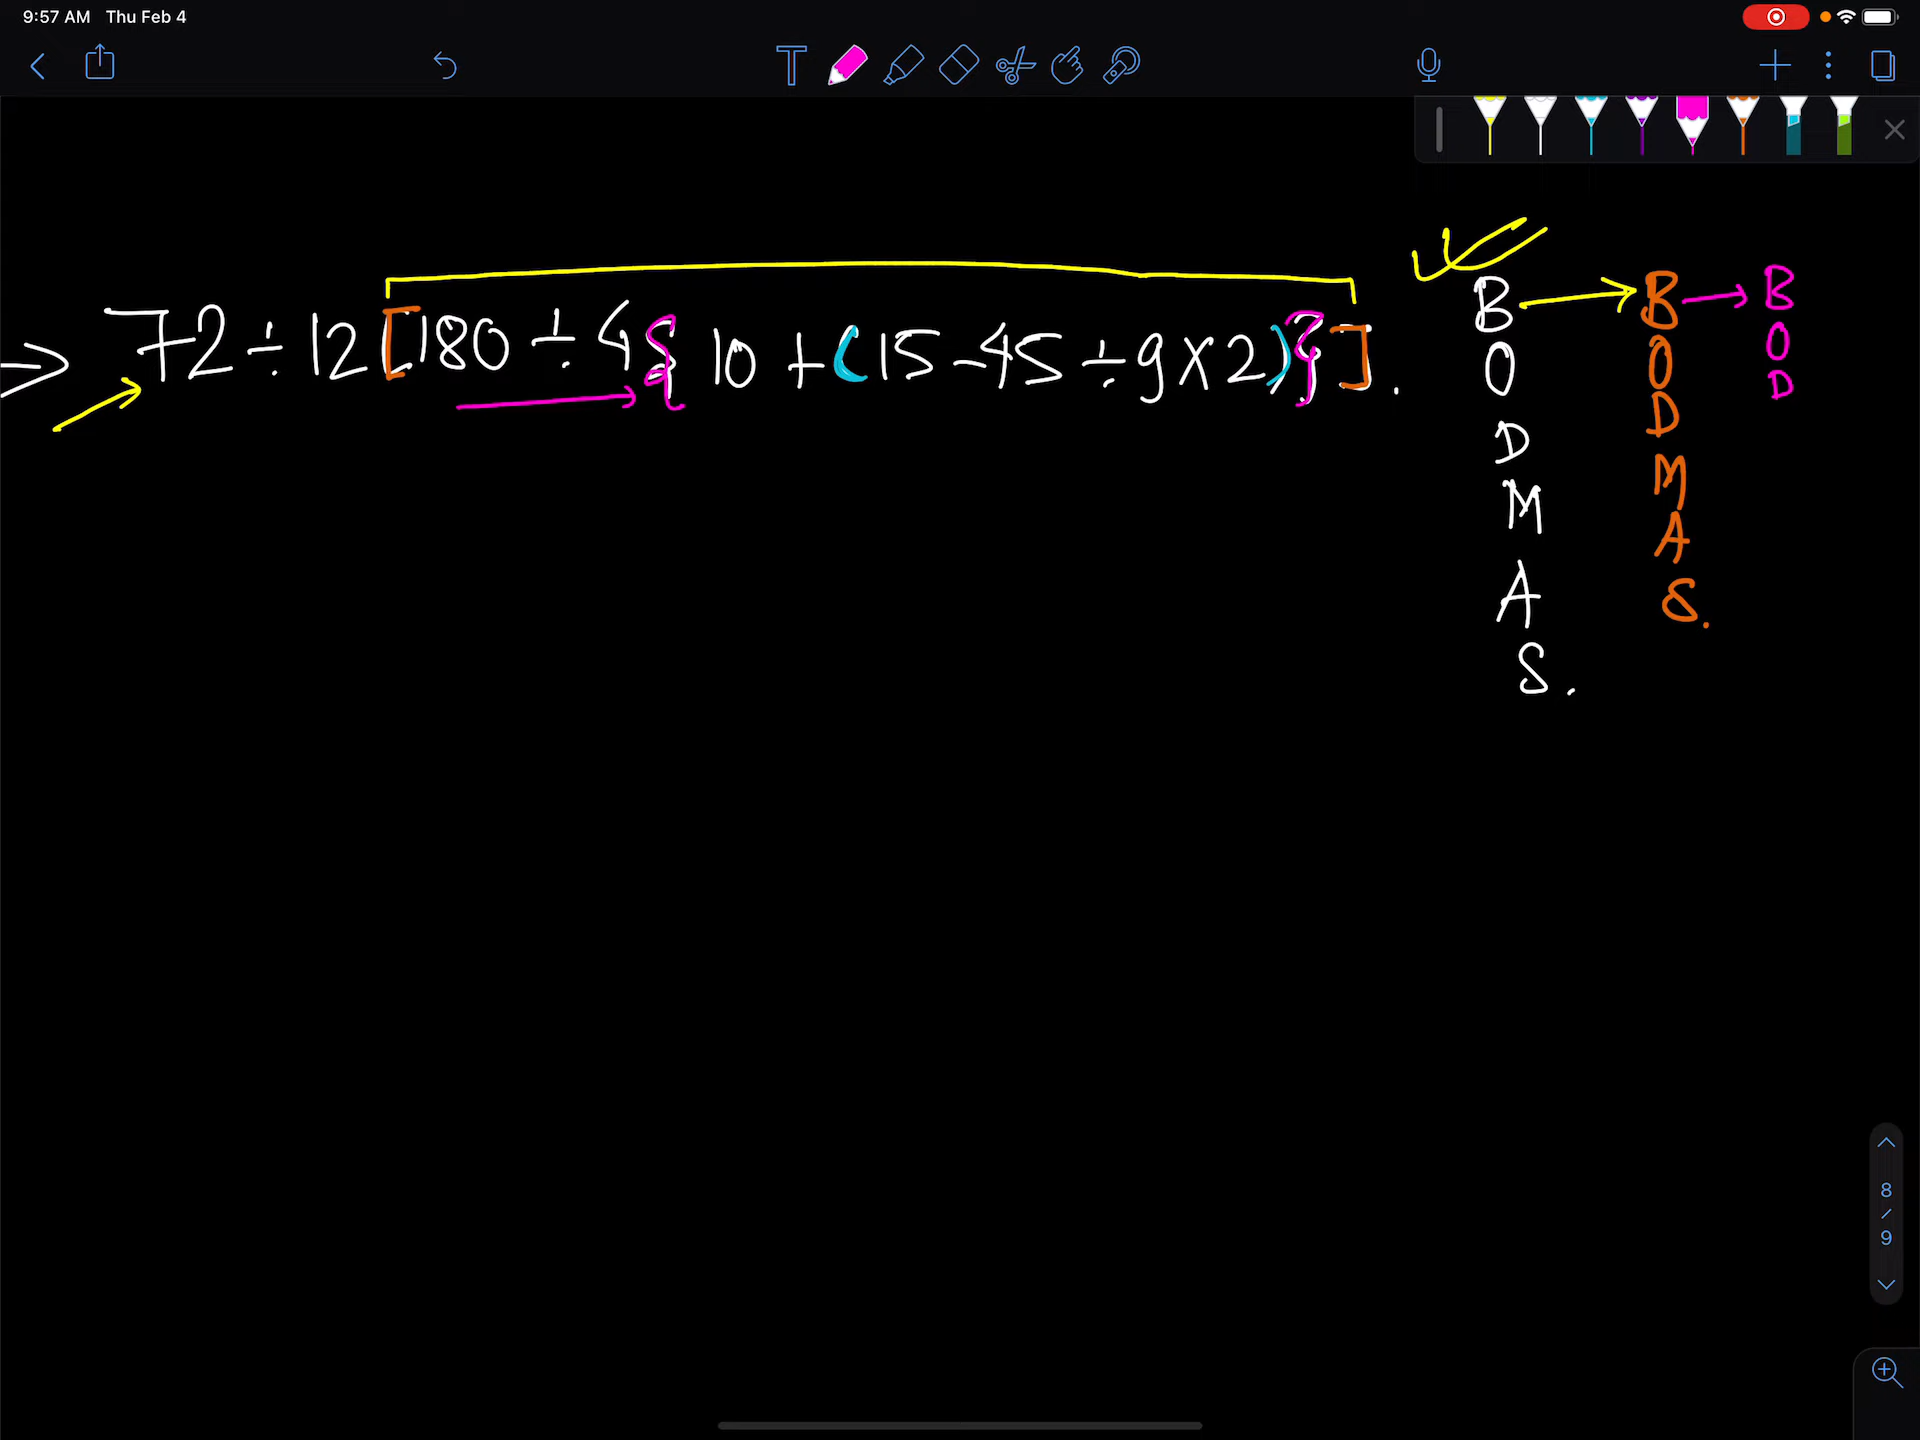 9:57 AM Thu Feb 4
T
=> 72 ÷ 12 [180 ÷ 4 { 10 + (15 - 45 ÷ 9 × 2)}].
B → B → B
O O O
D D D
M M
A A
S. S.
8
/
9